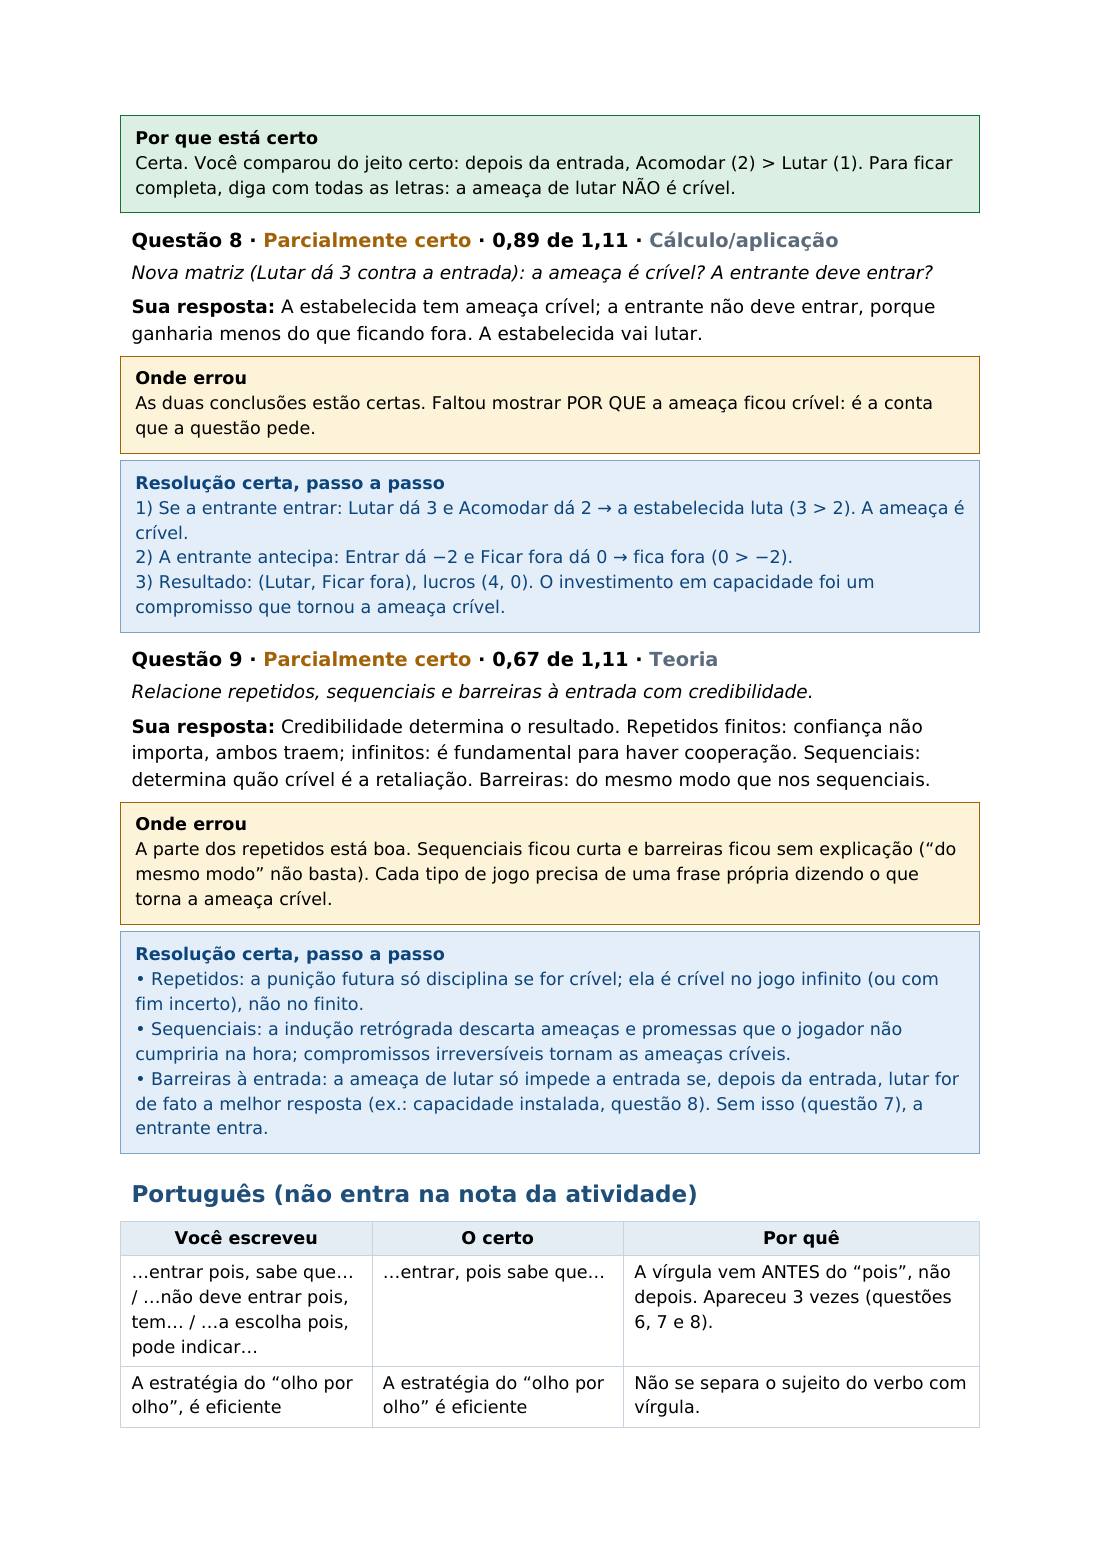 Por que está certo
Certa. Você comparou do jeito certo: depois da entrada, Acomodar (2) > Lutar (1). Para ficar
completa, diga com todas as letras: a ameaça de lutar NÃO é crível.
Questão 8 · Parcialmente certo · 0,89 de 1,11 · Cálculo/aplicação
Nova matriz (Lutar dá 3 contra a entrada): a ameaça é crível? A entrante deve entrar?
Sua resposta: A estabelecida tem ameaça crível; a entrante não deve entrar, porque
ganharia menos do que ficando fora. A estabelecida vai lutar.
Onde errou
As duas conclusões estão certas. Faltou mostrar POR QUE a ameaça ficou crível: é a conta
que a questão pede.
Resolução certa, passo a passo
1) Se a entrante entrar: Lutar dá 3 e Acomodar dá 2 → a estabelecida luta (3 > 2). A ameaça é
crível.
2) A entrante antecipa: Entrar dá −2 e Ficar fora dá 0 → fica fora (0 > −2).
3) Resultado: (Lutar, Ficar fora), lucros (4, 0). O investimento em capacidade foi um
compromisso que tornou a ameaça crível.
Questão 9 · Parcialmente certo · 0,67 de 1,11 · Teoria
Relacione repetidos, sequenciais e barreiras à entrada com credibilidade.
Sua resposta: Credibilidade determina o resultado. Repetidos finitos: confiança não
importa, ambos traem; infinitos: é fundamental para haver cooperação. Sequenciais:
determina quão crível é a retaliação. Barreiras: do mesmo modo que nos sequenciais.
Onde errou
A parte dos repetidos está boa. Sequenciais ficou curta e barreiras ficou sem explicação (“do
mesmo modo” não basta). Cada tipo de jogo precisa de uma frase própria dizendo o que
torna a ameaça crível.
Resolução certa, passo a passo
• Repetidos: a punição futura só disciplina se for crível; ela é crível no jogo infinito (ou com
fim incerto), não no finito.
• Sequenciais: a indução retrógrada descarta ameaças e promessas que o jogador não
cumpriria na hora; compromissos irreversíveis tornam as ameaças críveis.
• Barreiras à entrada: a ameaça de lutar só impede a entrada se, depois da entrada, lutar for
de fato a melhor resposta (ex.: capacidade instalada, questão 8). Sem isso (questão 7), a
entrante entra.
Português (não entra na nota da atividade)
Você escreveu
O certo
Por quê
…entrar pois, sabe que…
/ …não deve entrar pois,
tem… / …a escolha pois,
pode indicar…
…entrar, pois sabe que…
A vírgula vem ANTES do “pois”, não
depois. Apareceu 3 vezes (questões
6, 7 e 8).
A estratégia do “olho por
olho”, é eficiente
A estratégia do “olho por
olho” é eficiente
Não se separa o sujeito do verbo com
vírgula.